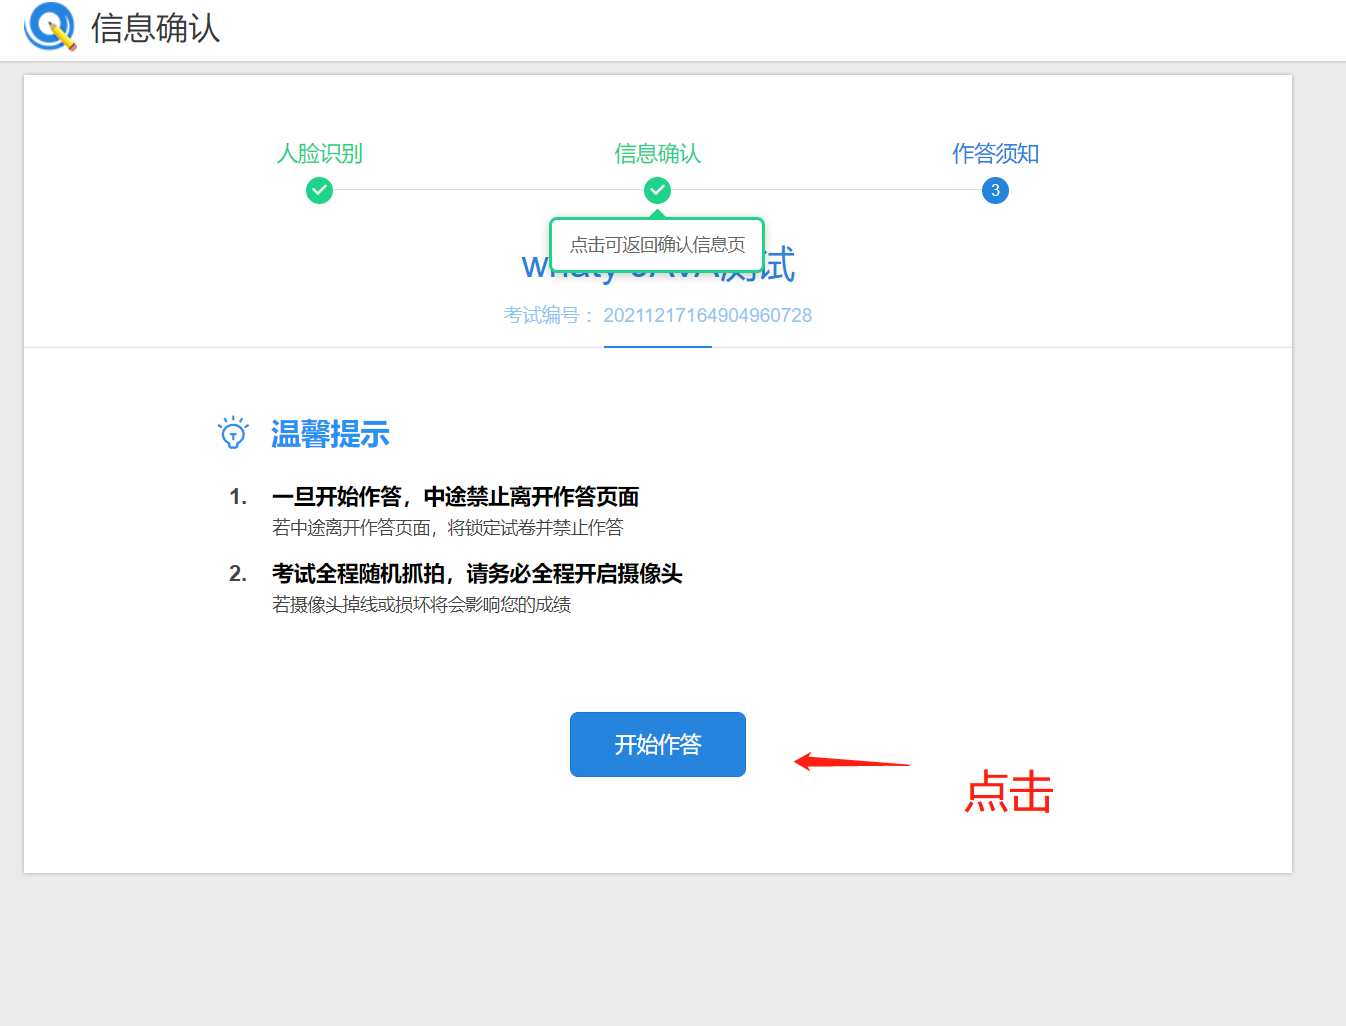 信息确认
人脸识别
信息确认
作答须知
3
点击可返回确认信息页
测试
考试编号： 20211217164904960728
温馨提示
1. 一旦开始作答，中途禁止离开作答页面
若中途离开作答页面，将锁定试卷并禁止作答
2. 考试全程随机抓拍，请务必全程开启摄像头
若摄像头掉线或损坏将会影响您的成绩
开始作答
点击